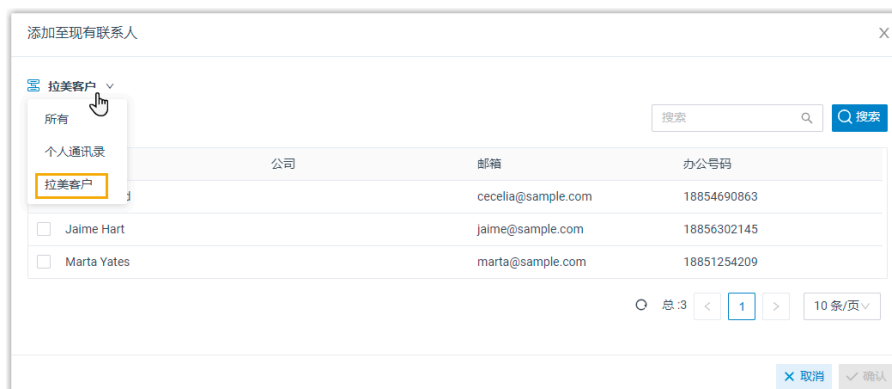 添加至现有联系人
拉美客户
所有
个人通讯录
拉美客户
搜索 搜索
公司 邮箱 办公号码
cecelia@sample.com 18854690863
Jaime Hart jaime@sample.com 18856302145
Marta Yates marta@sample.com 18851254209
总:3 < 1 > 10 条/页
取消 确认